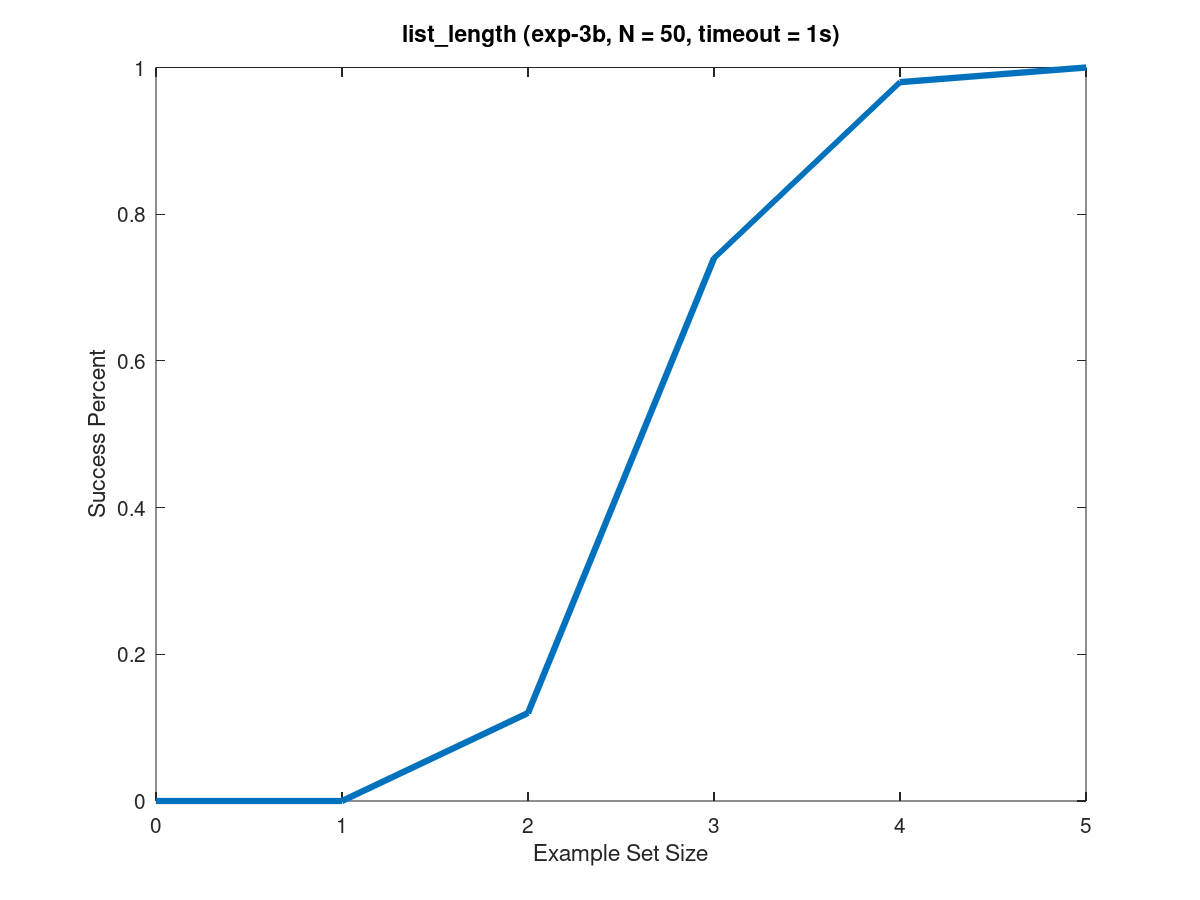 list_length (exp-3b, N = 50, timeout = 1s)
1
0.8
0.6
0.4
0.2
0
Success Percent
0 1 2 3 4 5
Example Set Size